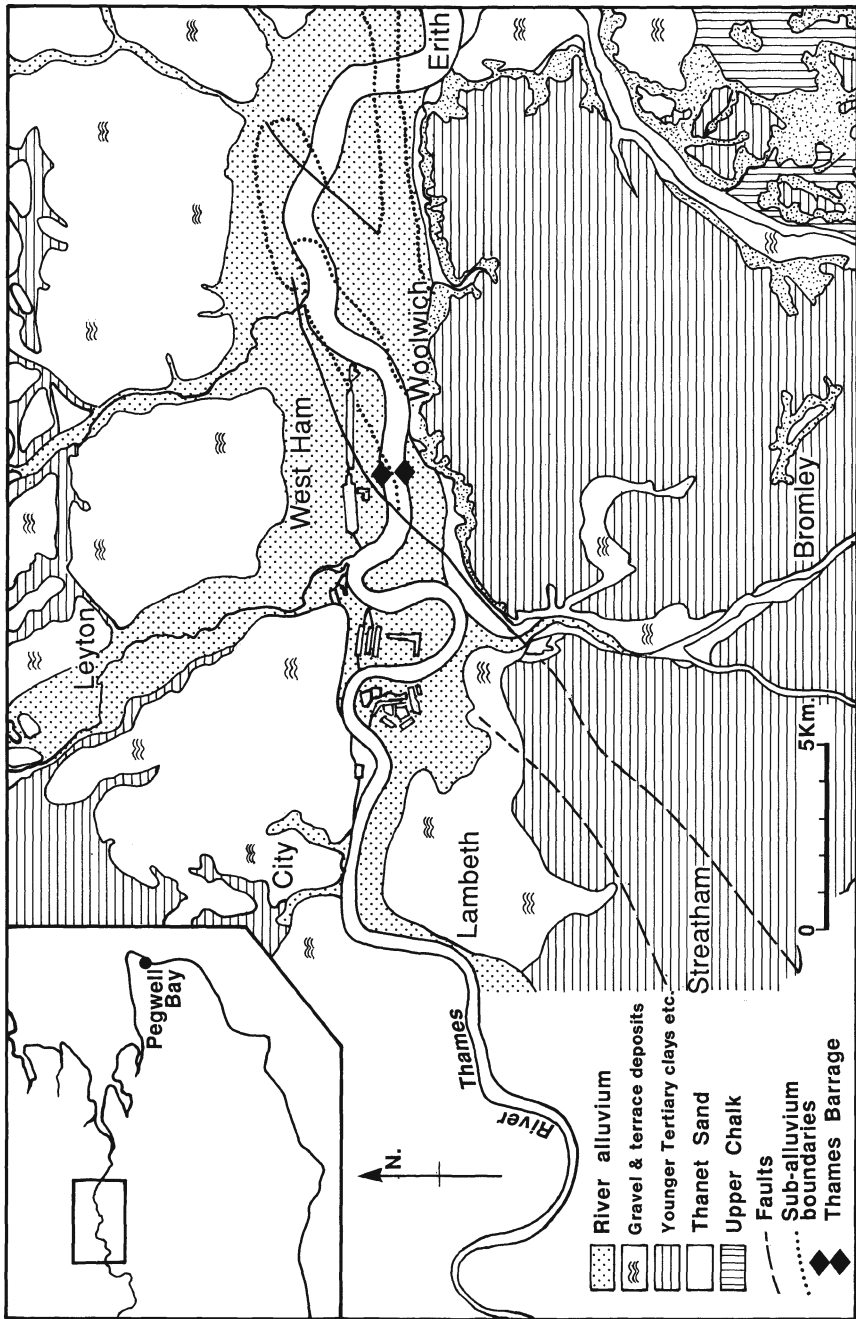 Pegwell
Bay
N.
Thames
River
City
Leyton
West Ham
Lambeth
Woolwich
Erith
Streatham
Bromley
0
5Km.
River alluvium
Gravel & terrace deposits
Younger Tertiary clays etc.
Thanet Sand
Upper Chalk
Faults
Sub-alluvium
boundaries
Thames Barrage